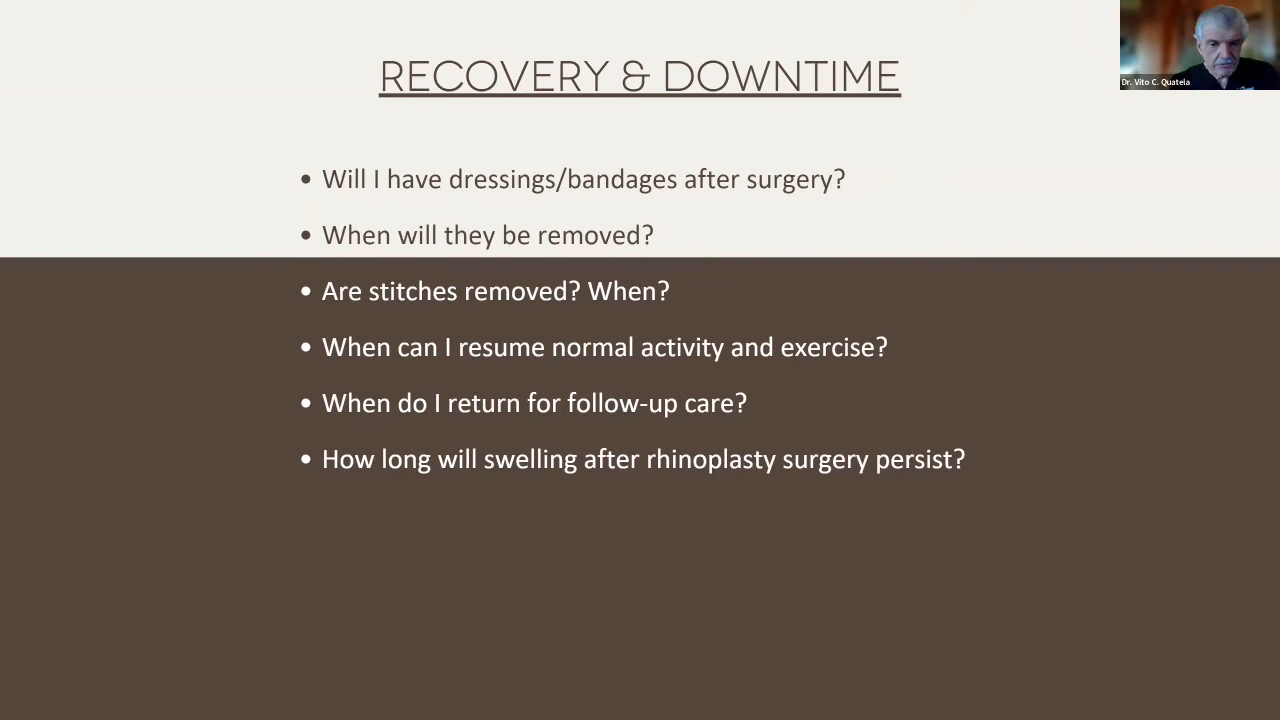 RECOVERY & DOWNTIME
Dr. Vito C. Quatela
• Will I have dressings/bandages after surgery?
• When will they be removed?
• Are stitches removed? When?
• When can I resume normal activity and exercise?
• When do I return for follow-up care?
• How long will swelling after rhinoplasty surgery persist?